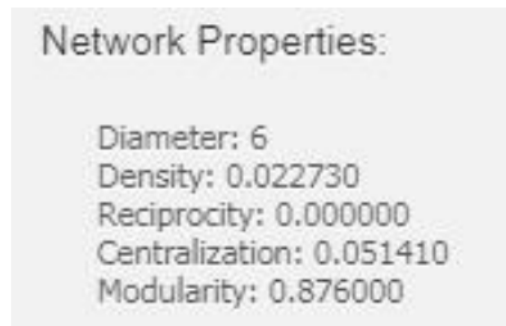 Network Properties:
Diameter: 6
Density: 0.022730
Reciprocity: 0.000000
Centralization: 0.051410
Modularity: 0.876000